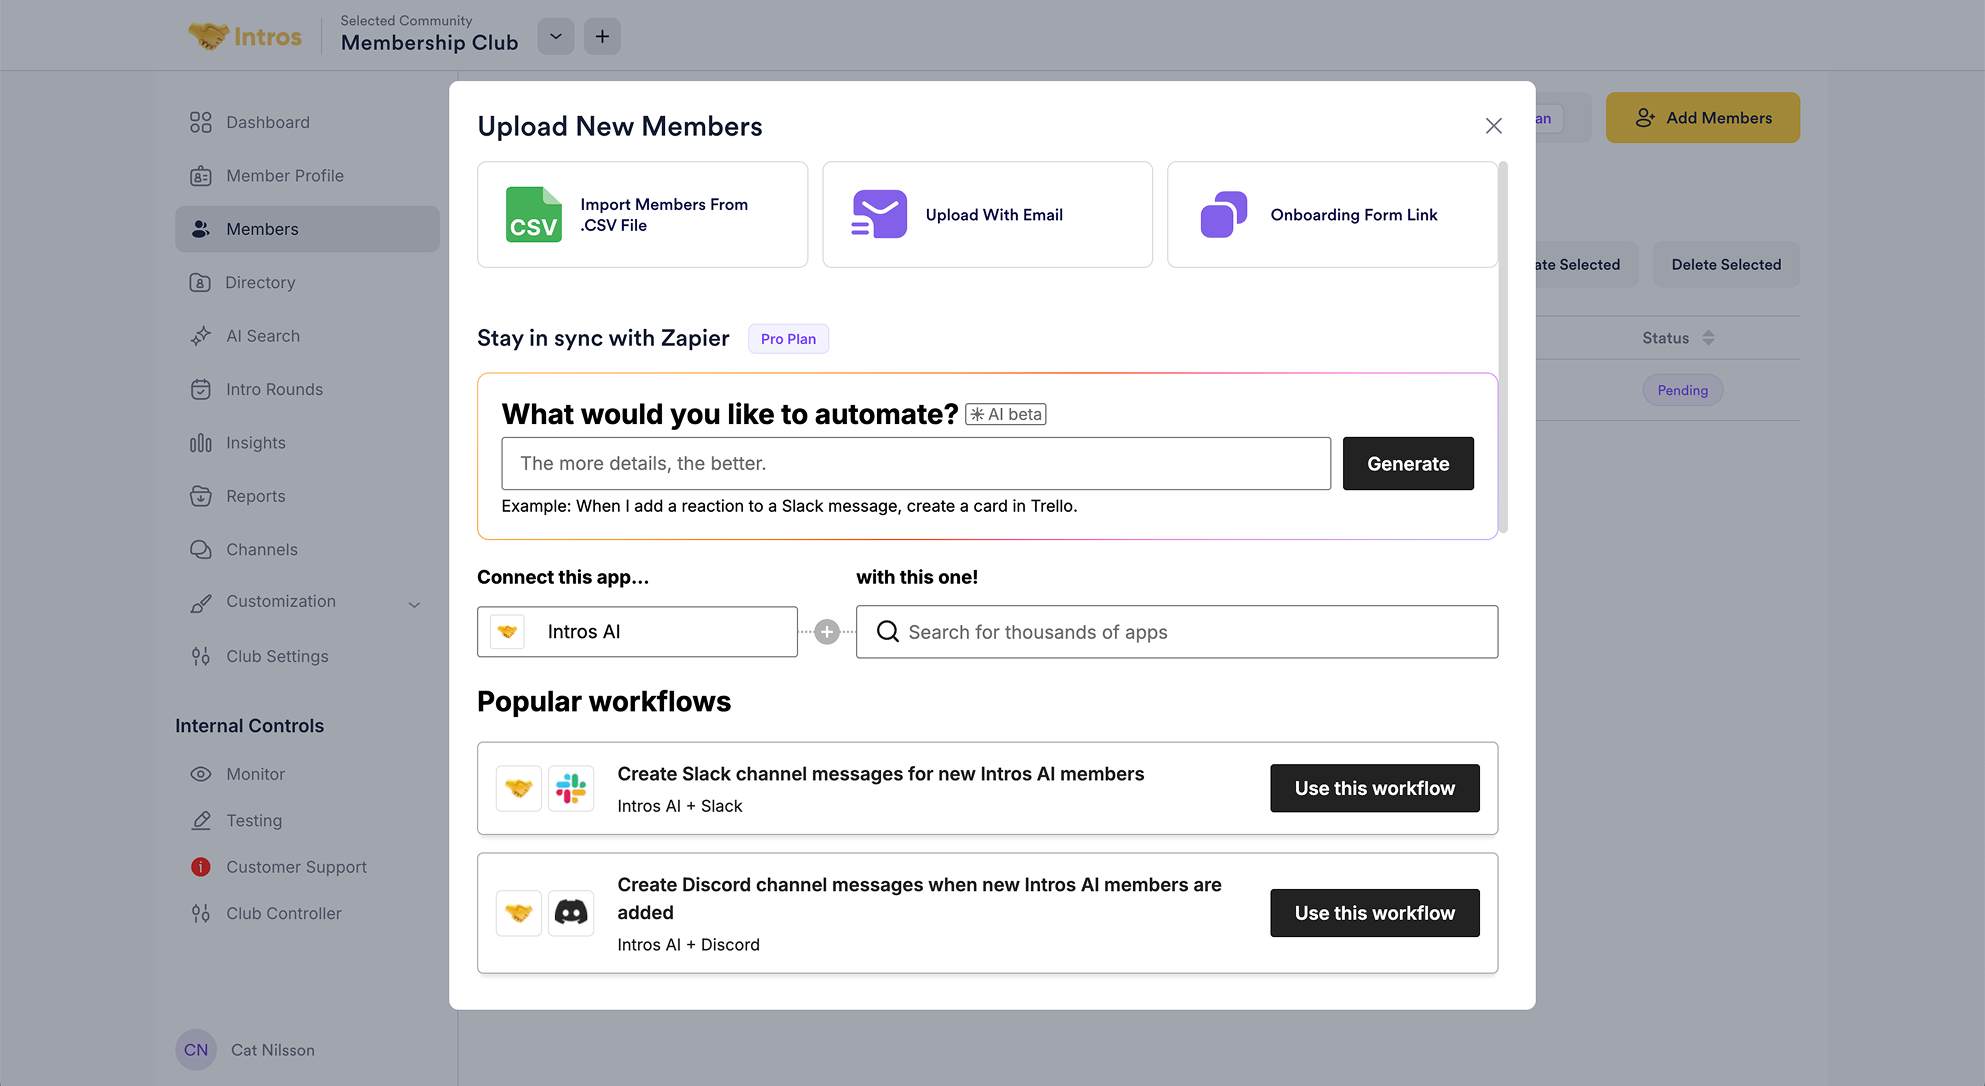 Intros
Selected Community
Membership Club
Dashboard
Member Profile
Members
Directory
AI Search
Intro Rounds
Insights
Reports
Channels
Customization
Club Settings
Internal Controls
Monitor
Testing
Customer Support
Club Controller
CN
Cat Nilsson
Upload New Members
CSV
Import Members From
.CSV File
Upload With Email
Onboarding Form Link
Stay in sync with Zapier
Pro Plan
What would you like to automate?
AI beta
The more details, the better.
Generate
Example: When I add a reaction to a Slack message, create a card in Trello.
Connect this app...
with this one!
Intros AI
Search for thousands of apps
Popular workflows
Create Slack channel messages for new Intros AI members
Intros AI + Slack
Use this workflow
Create Discord channel messages when new Intros AI members are
added
Intros AI + Discord
Use this workflow
Add Members
Selected
Delete Selected
Status
Pending